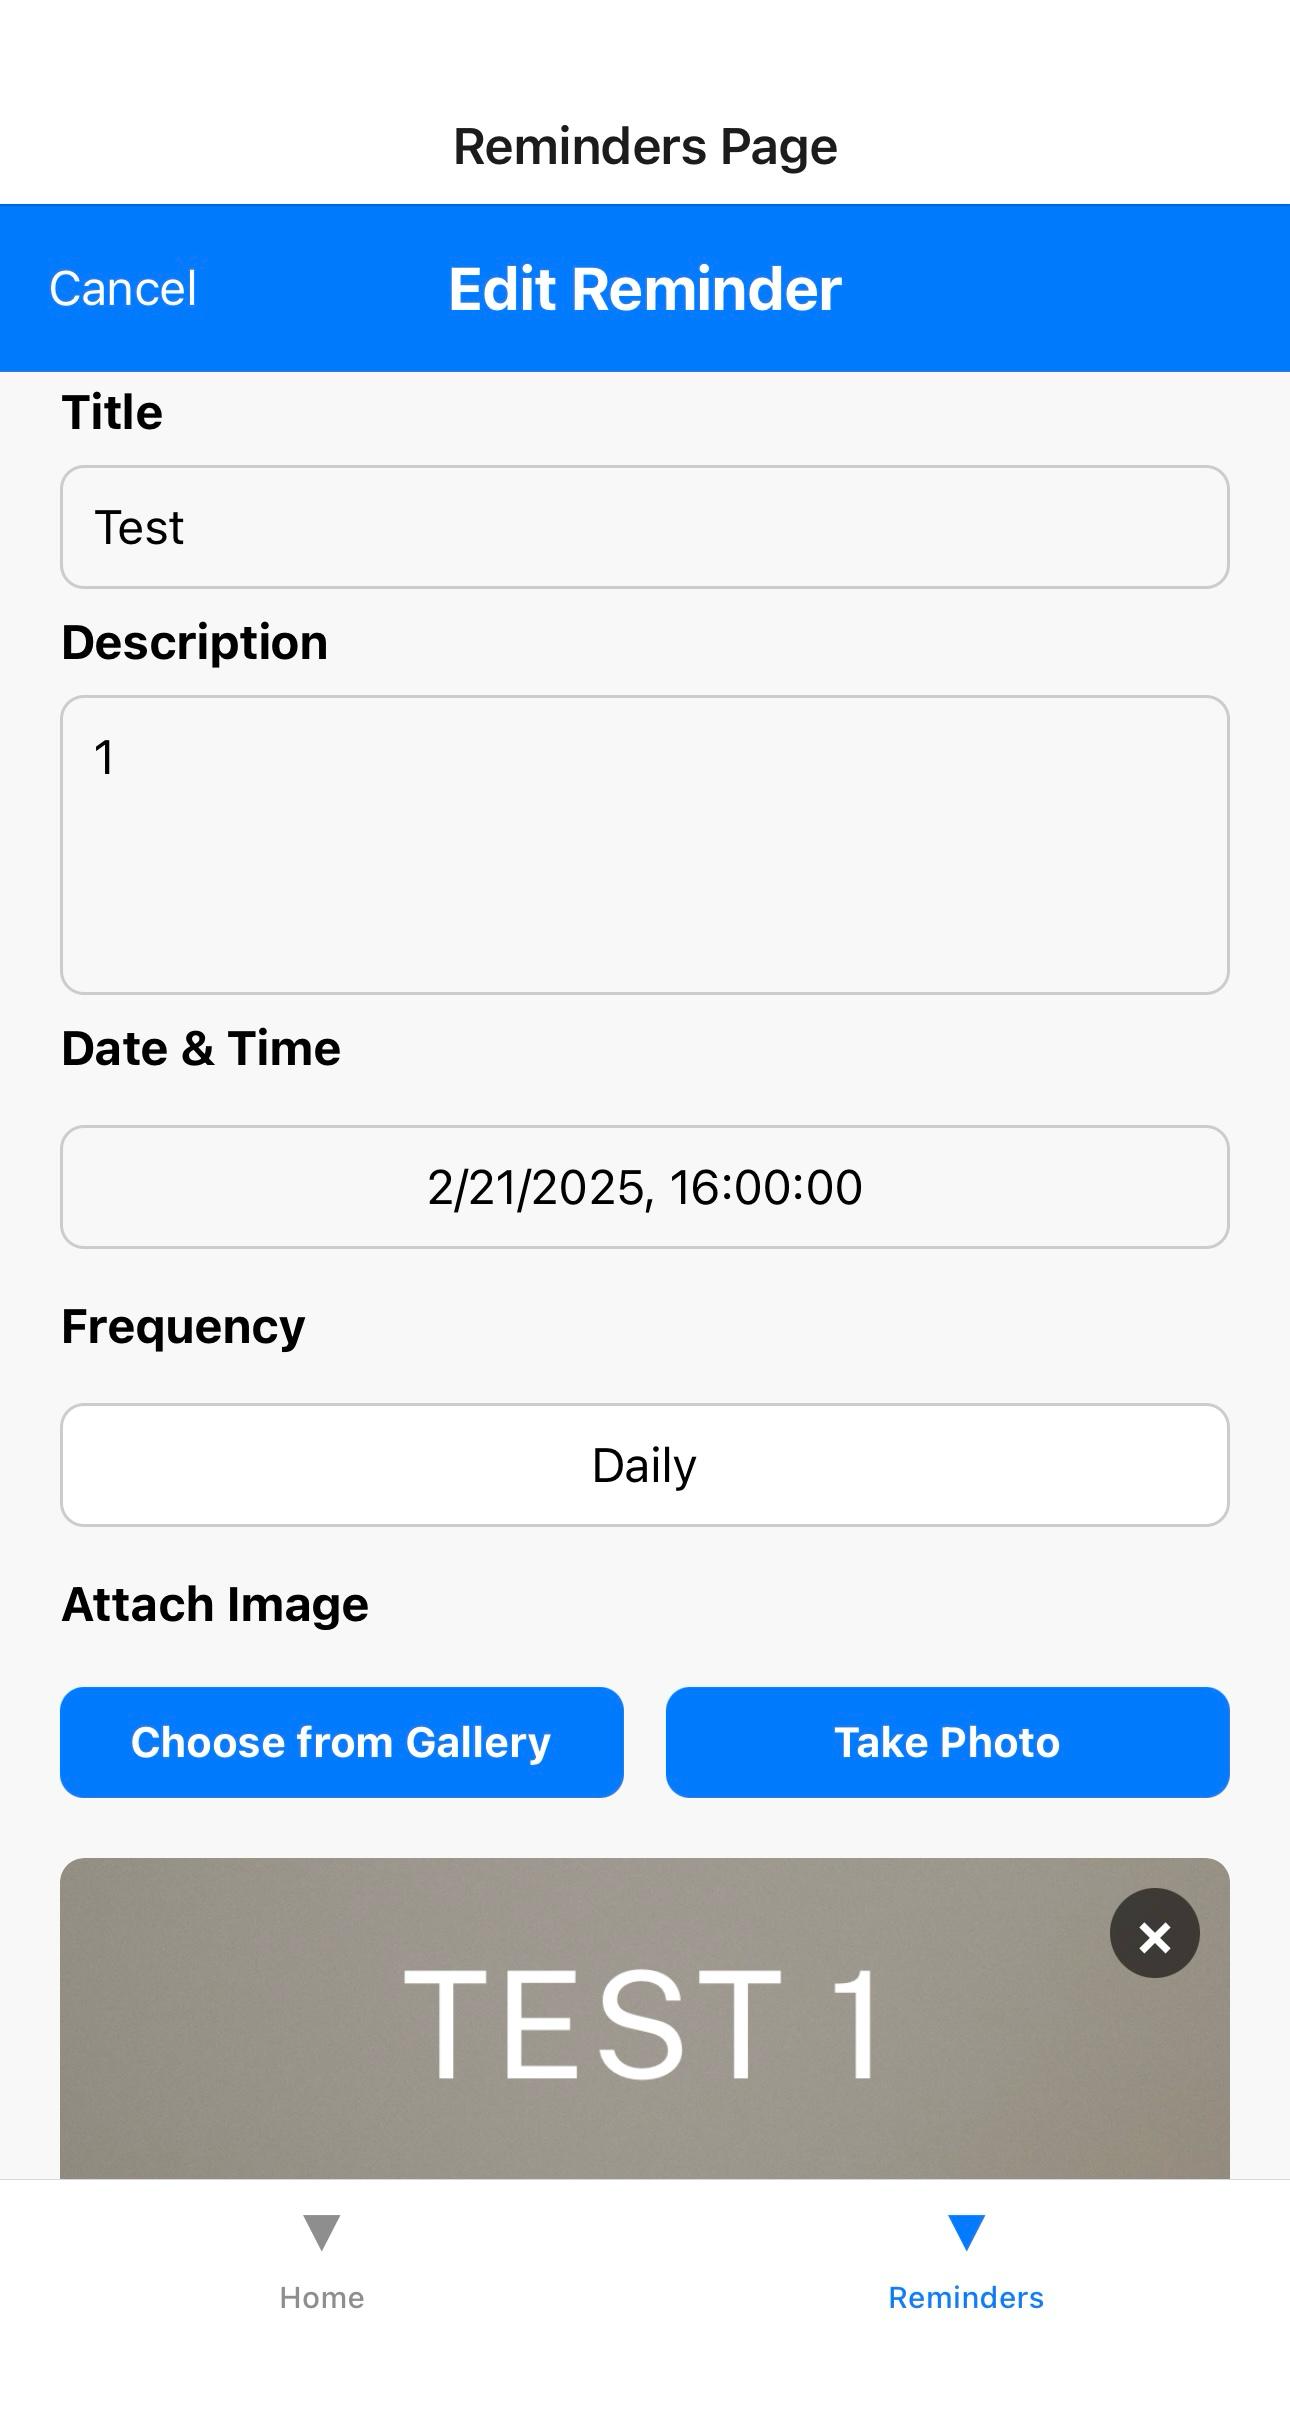 Reminders Page
Cancel
Edit Reminder
Title
Test
Description
1
Date & Time
2/21/2025, 16:00:00
Frequency
Daily
Attach Image
Choose from Gallery
Take Photo
×
TEST 1
Home
Reminders